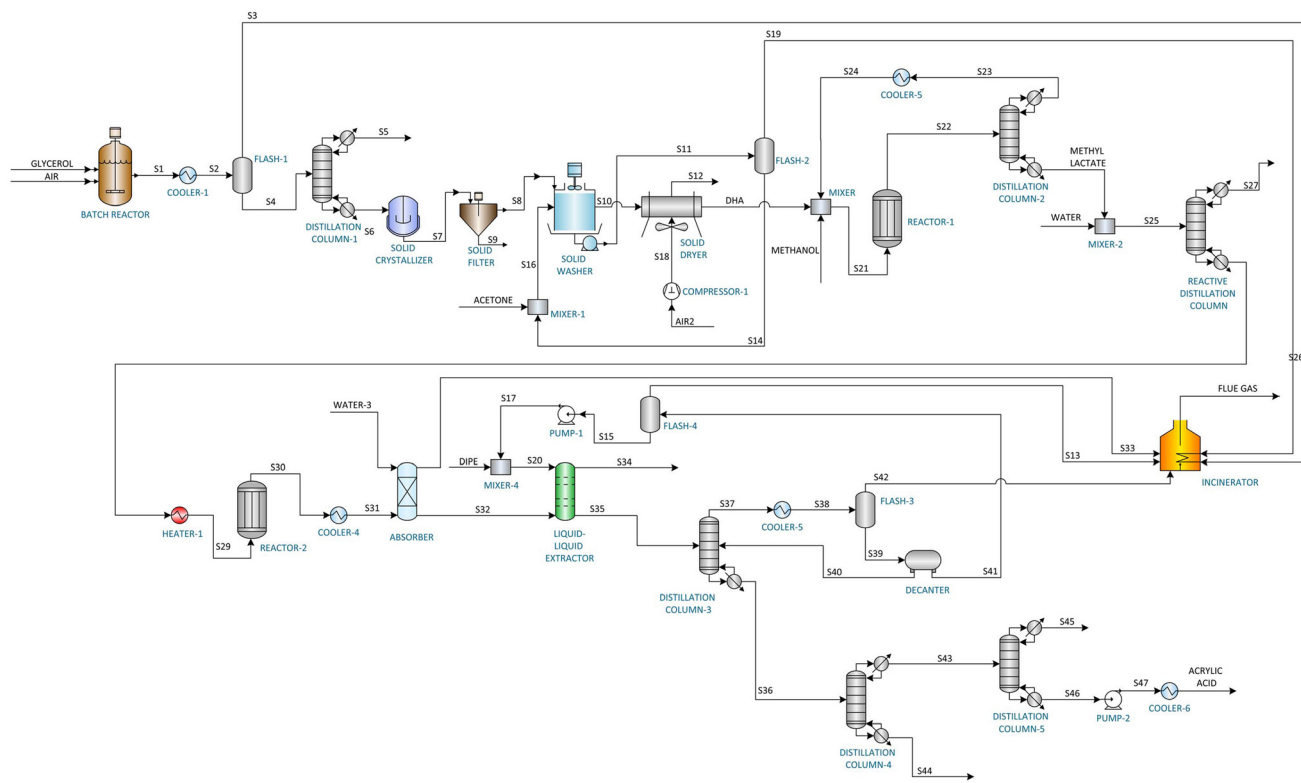 S3
S19
S24
S23
COOLER-5
S22
S11
FLASH-2
S5
FLASH-1
GLYCEROL
AIR
S1
S2
COOLER-1
BATCH REACTOR
S4
DISTILLATION
COLUMN-1
S6
SOLID
CRYSTALLIZER
S7
SOLID
FILTER
S8
S9
S10
SOLID
WASHER
S16
S12
DHA
SOLID
DRYER
S18
COMPRESSOR-1
AIR2
ACETONE
MIXER-1
S14
MIXER
METHANOL
S21
REACTOR-1
DISTILLATION
COLUMN-2
METHYL
LACTATE
WATER
MIXER-2
S25
S27
REACTIVE
DISTILLATION
COLUMN
S26
FLUE GAS
WATER-3
S17
PUMP-1
S15
FLASH-4
S13
S33
INCINERATOR
DIPE
MIXER-4
S20
S34
S30
S31
COOLER-4
HEATER-1
S29
REACTOR-2
ABSORBER
S32
S35
LIQUID-
LIQUID
EXTRACTOR
S37
COOLER-5
S38
S42
FLASH-3
S39
S40
S41
DECANTER
DISTILLATION
COLUMN-3
S36
S43
S45
DISTILLATION
COLUMN-4
S44
DISTILLATION
COLUMN-5
S46
PUMP-2
S47
COOLER-6
ACRYLIC
ACID